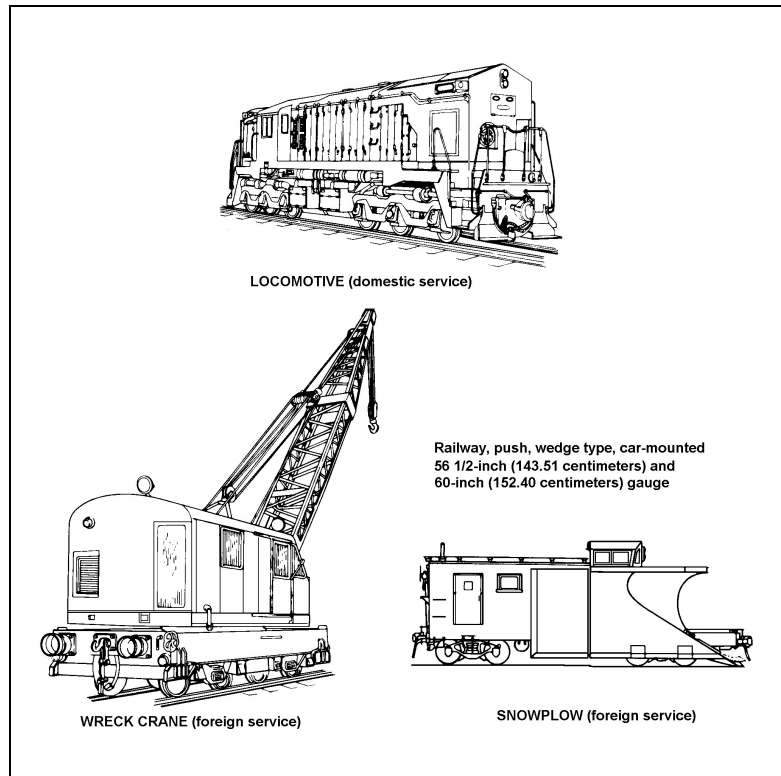 LOCOMOTIVE (domestic service)
Railway, push, wedge type, car-mounted
56 1/2-inch (143.51 centimeters) and
60-inch (152.40 centimeters) gauge
WRECK CRANE (foreign service)
SNOWPLOW (foreign service)